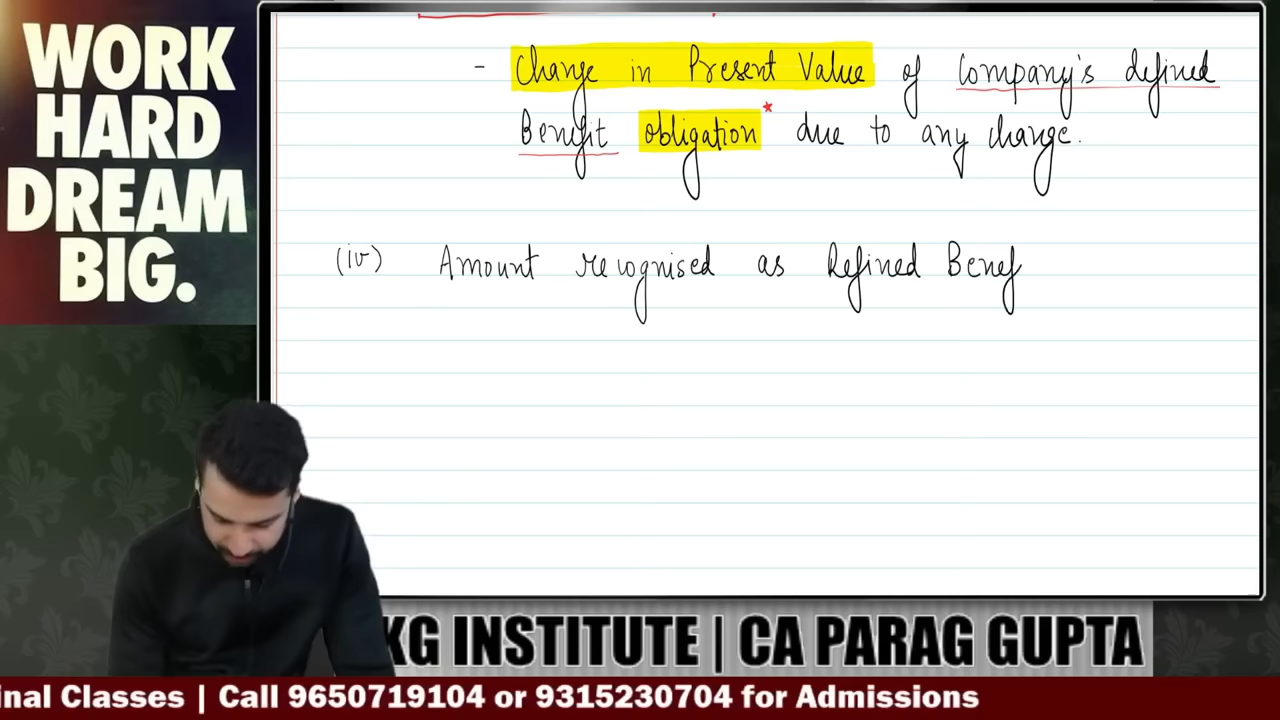 WORK
HARD
DREAM
BIG.
- Change in Present Value of Company's defined
Benefit obligation * due to any change.
(iv) Amount recognised as Refined Benef
KG INSTITUTE | CA PARAG GUPTA
inal Classes | Call 9650719104 or 9315230704 for Admissions